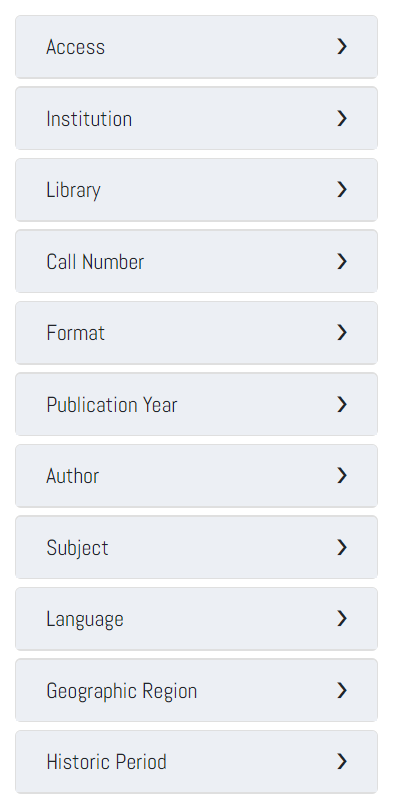 Access
Institution
Library
Call Number
Format
Publication Year
Author
Subject
Language
Geographic Region
Historic Period